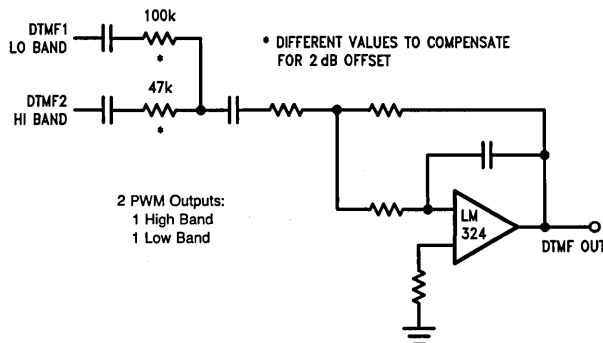 100k
DTMF1
LO BAND
*
* DIFFERENT VALUES TO COMPENSATE
FOR 2 dB OFFSET
47k
DTMF2
HI BAND
*
2 PWM Outputs:
1 High Band
1 Low Band
LM
324
DTMF OUT